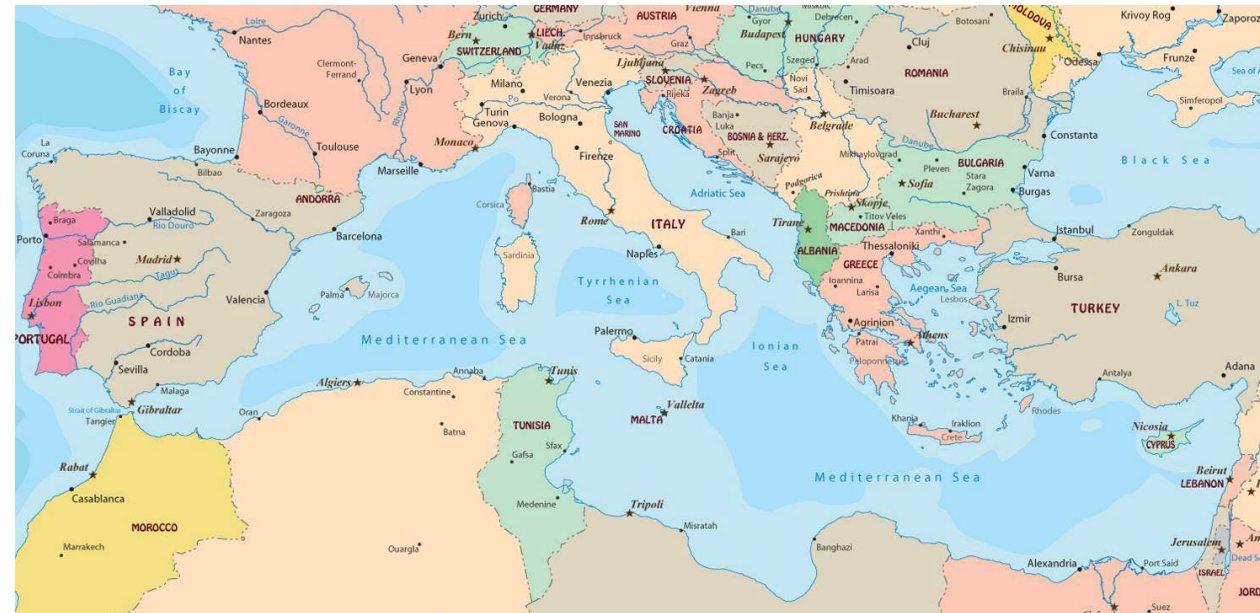 GERMANY
AUSTRIA
Vienna
Danube
Miskolc
Debrecen
MOLDOVA
Krivoy Rog
Loire
Zurich
LIECH.
Innsbruck
Gyor
Budapest
HUNGARY
Botosani
Chisinau
Nantes
Bern
SWITZERLAND
Vaduz
Graz
Cluj
Odessa
Frunze
Geneva
Ljubljana
SLOVENIA
Pecs
Szeged
Arad
ROMANIA
Bay
of
Biscay
Clermont-
Ferrand
Lyon
Milano
Venezia
Zagreb
Rijeka
Novi
Sad
Timisoara
Braila
Simferopol
Bordeaux
Garonne
Rhone
Turin
Po
Verona
Genova
Bologna
SAN
MARINO
CROATIA
Banja
Luka
BOSNIA & HERZ.
Belgrade
Bucharest
Constanta
La
Coruna
Bayonne
Toulouse
Monaco
Firenze
Split
Sarajevo
Mikhaylovgrad
Danube
Bilbao
Marseille
BULGARIA
Pleven
Varna
Black Sea
ANDORRA
Bastia
Corsica
Adriatic Sea
Podgorica
Prishtina
Sofia
Stara
Zagora
Burgas
Braga
Valladolid
Rio Douro
Zaragoza
Rome
ITALY
Tirane
Skopje
Titov Veles
MACEDONIA
Xanthi
Istanbul
Zonguldak
Porto
Salamanca
Barcelona
Naples
Bari
ALBANIA
Thessaloniki
Madrid
Covilha
Coimbra
Tagus
Sardinia
GREECE
Ioannina
Larisa
Aegean Sea
Lesbos
Bursa
Ankara
Lisbon
Rio Guadiana
Valencia
Palma
Majorca
Tyrrhenian
Sea
Izmir
TURKEY
L. Tuz
SPAIN
PORTUGAL
Cordoba
Mediterranean Sea
Palermo
Sicily
Catania
Ionian
Sea
Agrinion
Patrai
Athens
Peloponnesus
Sevilla
Malaga
Algiers
Annaba
Tunis
Antalya
Adana
Strait of Gibraltar
Gibraltar
Tangier
Oran
Constantine
Batna
TUNISIA
MALTA
Vallelta
Khania
Iraklion
Crete
Rhodes
Nicosia
CYPRUS
Rabat
Casablanca
Gafsa
Sfax
Mediterranean Sea
Beirut
LEBANON
Medenine
Tripoli
Misratah
MOROCCO
Marrakech
Ouargla
Banghazi
Alexandria
Port Said
Jerusalem
Dead
ISRAEL
Suez